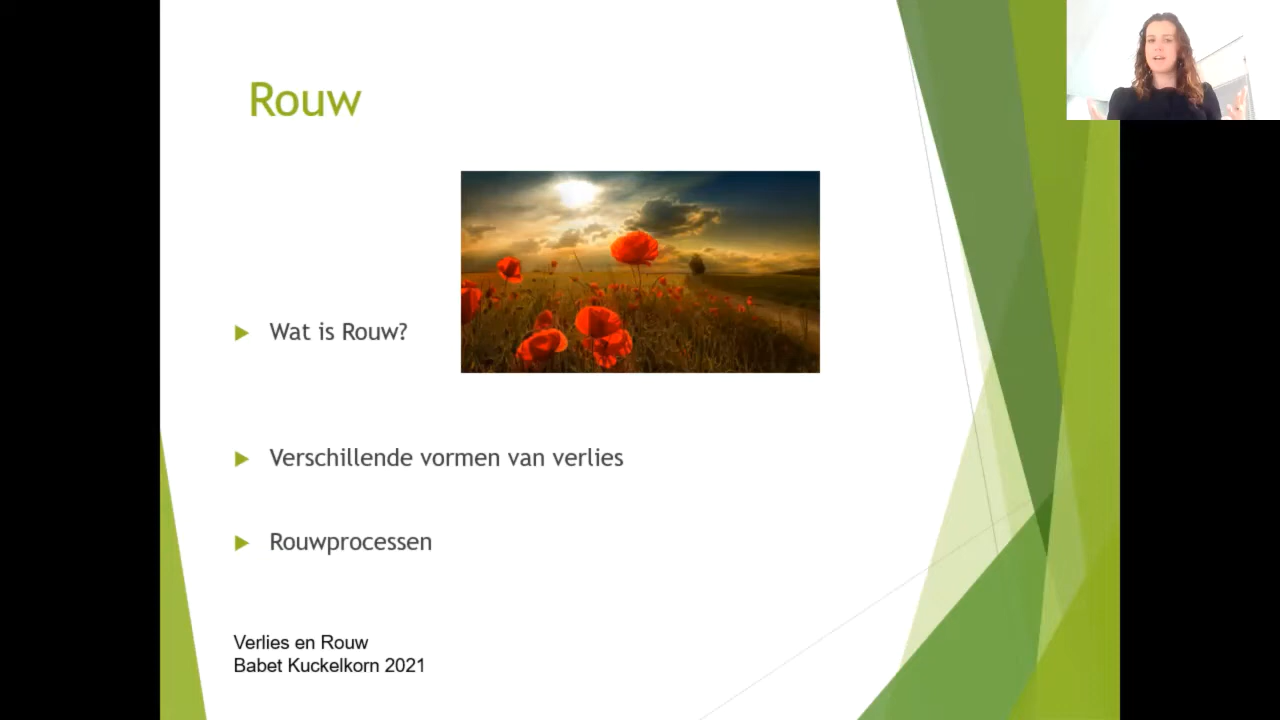 Rouw
Wat is Rouw?
Verschillende vormen van verlies
Rouwprocessen
Verlies en Rouw
Babet Kuckelkorn 2021